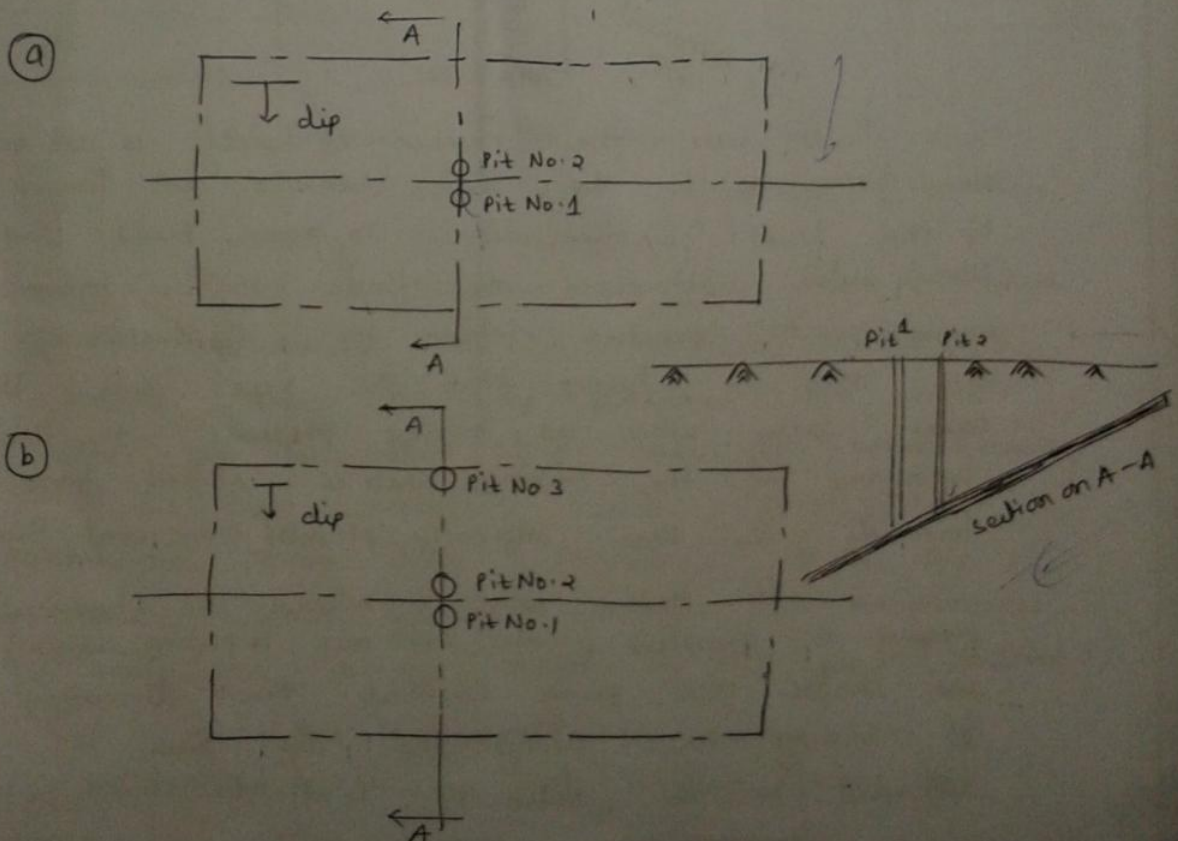 a
A
dip
Pit No.2
Pit No.1
A
Pit 1 Pit 2
section on A-A
b
A
Pit No 3
dip
Pit No.2
Pit No.1
A